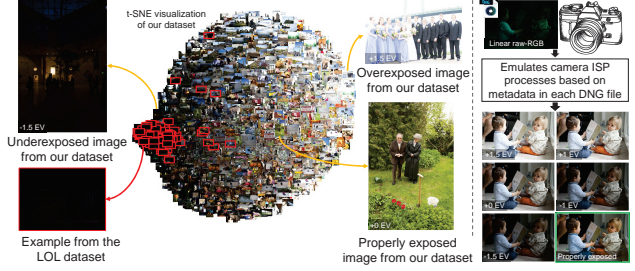 t-SNE visualization
of our dataset
-1.5 EV
Underexposed image
from our dataset
Example from the
LOL dataset
+1.5 EV
Overexposed image
from our dataset
+0 EV
Properly exposed
image from our dataset
Linear raw-RGB
Emulates camera ISP
processes based on
metadata in each DNG file
+1.5 EV
+1 EV
+0 EV
-1 EV
-1.5 EV
Properly exposed